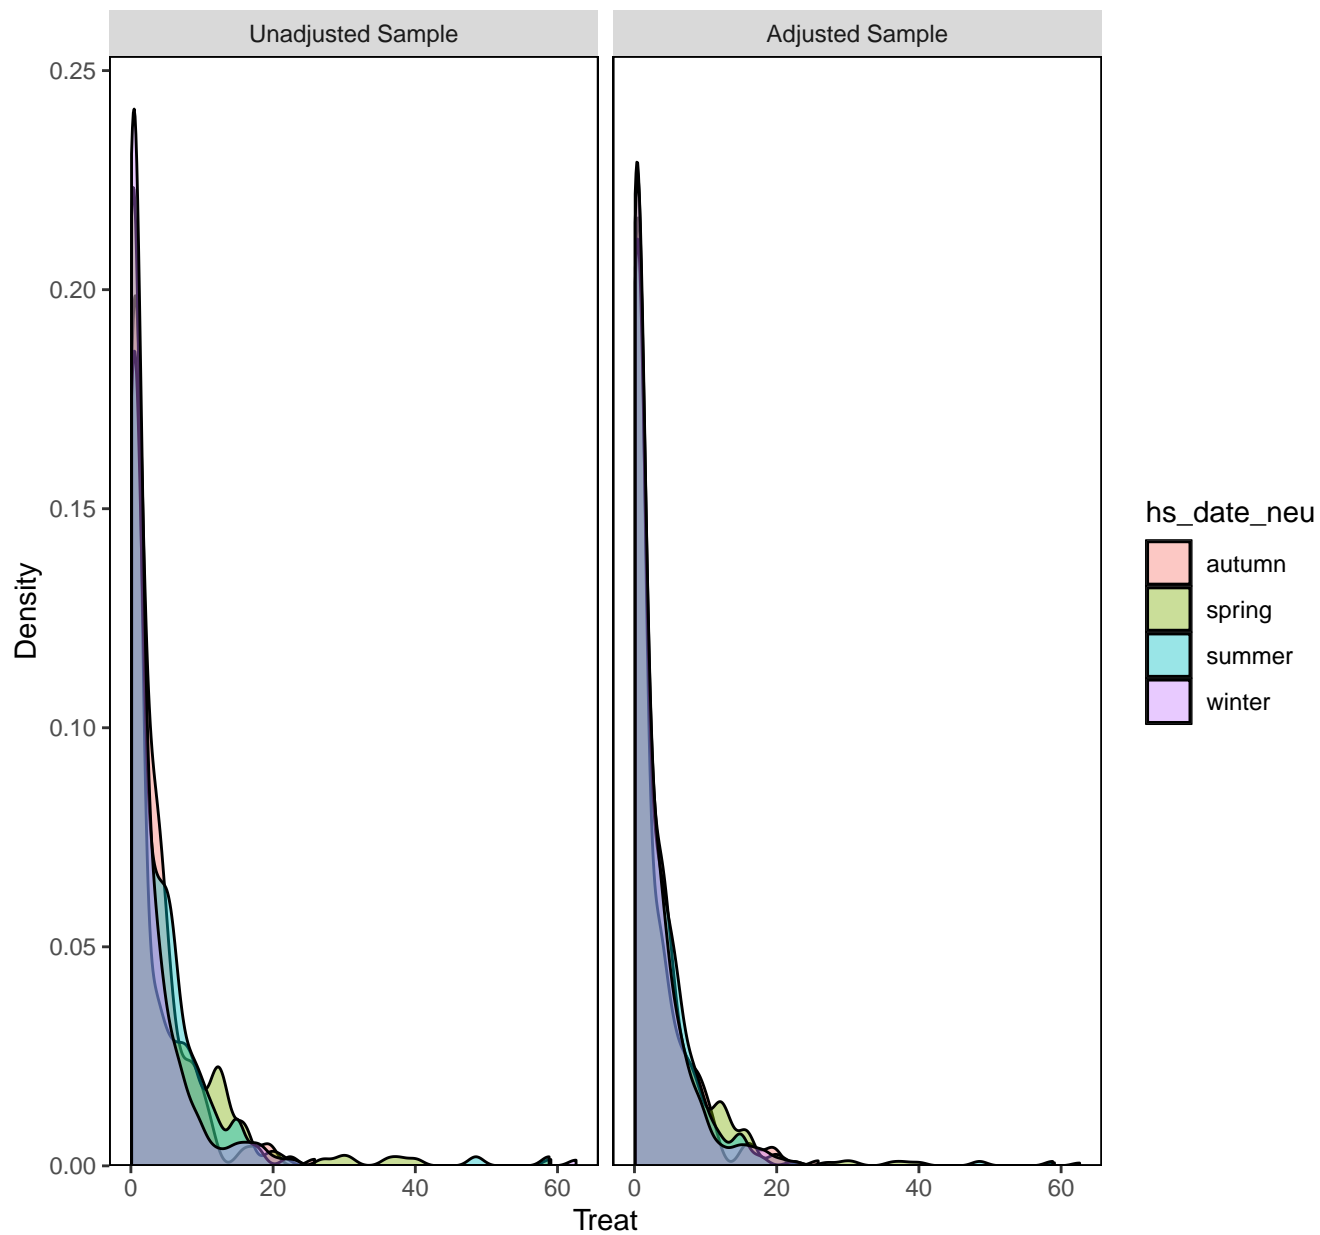 Unadjusted Sample
Adjusted Sample
0.25
0.20
0.15
0.10
0.05
0.00
Density
0 20 40 60
0 20 40 60
Treat
hs_date_neu
autumn
spring
summer
winter